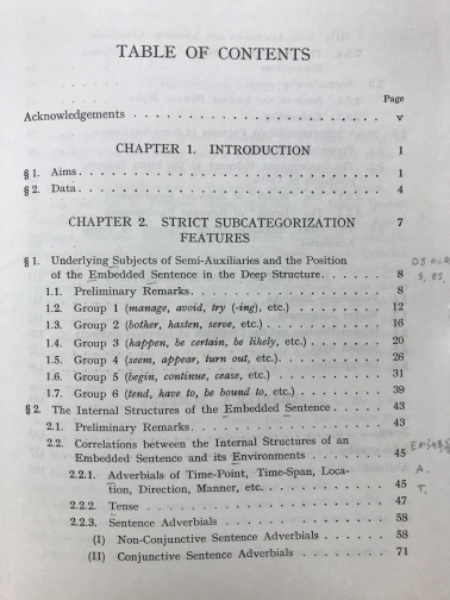 TABLE OF CONTENTS
Page
Acknowledgements . . . . . . . . . . . . . . . . . . . . . . . v
CHAPTER 1. INTRODUCTION 1
§ 1. Aims. . . . . . . . . . . . . . . . . . . . . . . . . . . . 1
§ 2. Data. . . . . . . . . . . . . . . . . . . . . . . . . . . . 4
CHAPTER 2. STRICT SUBCATEGORIZATION 7
FEATURES
§ 1. Underlying Subjects of Semi-Auxiliaries and the Position
of the Embedded Sentence in the Deep Structure. . . . . . 8
1.1. Preliminary Remarks. . . . . . . . . . . . . . . . . . 8
1.2. Group 1 (manage, avoid, try (-ing), etc.) . . . . . . . 12
1.3. Group 2 (bother, hasten, serve, etc.) . . . . . . . . . 16
1.4. Group 3 (happen, be certain, be likely, etc.) . . . . . 20
1.5. Group 4 (seem, appear, turn out, etc.). . . . . . . . . 26
1.6. Group 5 (begin, continue, cease, etc.) . . . . . . . . 31
1.7. Group 6 (tend, have to, be bound to, etc.) . . . . . . 39
§ 2. The Internal Structures of the Embedded Sentence . . . . . 43
2.1. Preliminary Remarks. . . . . . . . . . . . . . . . . . 43
2.2. Correlations between the Internal Structures of an
Embedded Sentence and its Environments . . . . . . . 45
2.2.1. Adverbials of Time-Point, Time-Span, Loca-
tion, Direction, Manner, etc. . . . . . . . . . . . 45
A.
2.2.2. Tense . . . . . . . . . . . . . . . . . . . . . . 47
T.
2.2.3. Sentence Adverbials . . . . . . . . . . . . . . . 58
(I) Non-Conjunctive Sentence Adverbials . . . . . . 58
(II) Conjunctive Sentence Adverbials . . . . . . . . 71